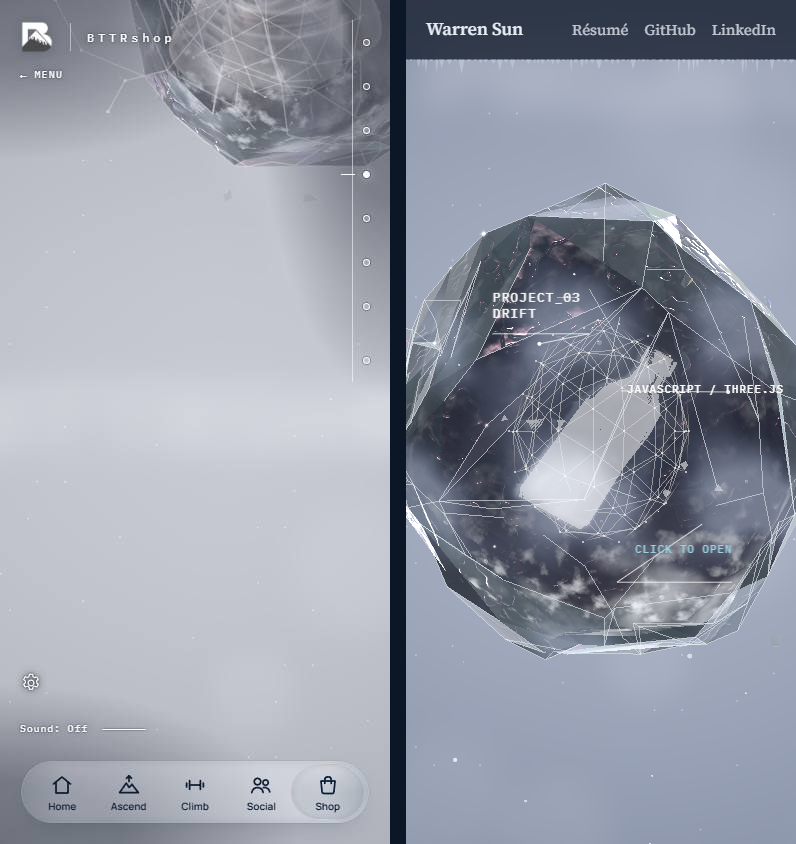 BTTRshop
← MENU
Sound: Off
Home
Ascend
Climb
Social
Shop
Warren Sun
Résumé
GitHub
LinkedIn
PROJECT_03
DRIFT
JAVASCRIPT / THREE.JS
CLICK TO OPEN